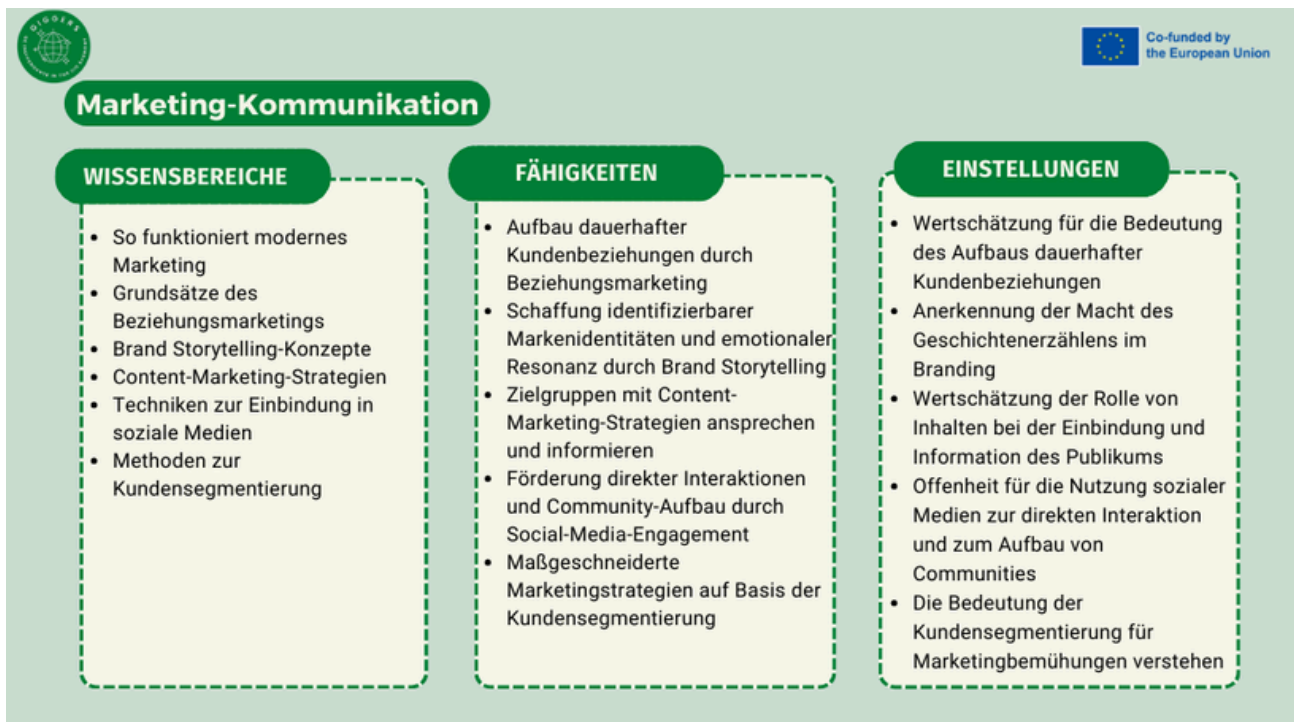 GIGGERS
Co-funded by
the European Union
Marketing-Kommunikation
WISSENSBEREICHE
• So funktioniert modernes
Marketing
• Grundsätze des
Beziehungsmarketings
• Brand Storytelling-Konzepte
• Content-Marketing-Strategien
• Techniken zur Einbindung in
soziale Medien
• Methoden zur
Kundensegmentierung
FÄHIGKEITEN
• Aufbau dauerhafter
Kundenbeziehungen durch
Beziehungsmarketing
• Schaffung identifizierbarer
Markenidentitäten und emotionaler
Resonanz durch Brand Storytelling
• Zielgruppen mit Content-
Marketing-Strategien ansprechen
und informieren
• Förderung direkter Interaktionen
und Community-Aufbau durch
Social-Media-Engagement
• Maßgeschneiderte
Marketingstrategien auf Basis der
Kundensegmentierung
EINSTELLUNGEN
• Wertschätzung für die Bedeutung
des Aufbaus dauerhafter
Kundenbeziehungen
• Anerkennung der Macht des
Geschichtenerzählens im
Branding
• Wertschätzung der Rolle von
Inhalten bei der Einbindung und
Information des Publikums
• Offenheit für die Nutzung sozialer
Medien zur direkten Interaktion
und zum Aufbau von
Communities
• Die Bedeutung der
Kundensegmentierung für
Marketingbemühungen verstehen